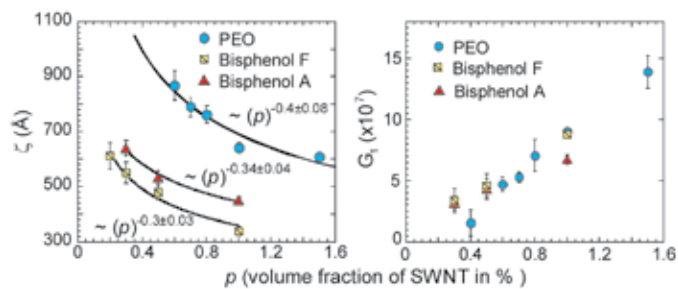 1100
900
600
500
300
ζ (Å)
PEO
Bisphenol F
Bisphenol A
~ (p)-0.4±0.08
~ (p)-0.34±0.04
~ (p)-0.3±0.03
0 0.4 0.8 1.2 1.6
15
10
5
0
G1 (x10^7)
PEO
Bisphenol F
Bisphenol A
0.4 0.8 1.2 1.6
p (volume fraction of SWNT in % )